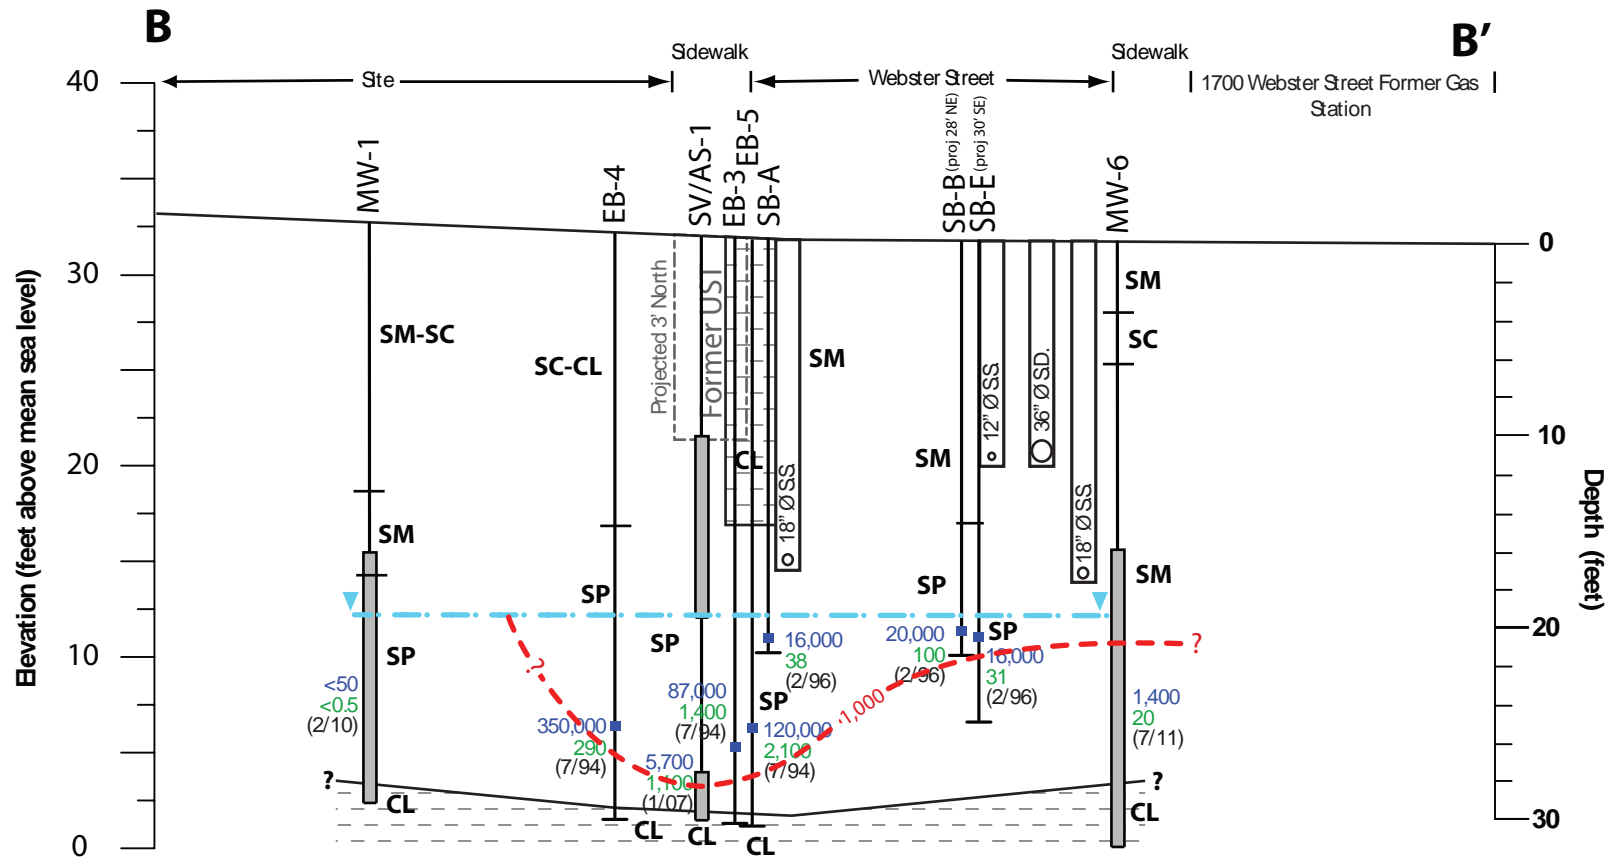 B
B′
Sidewalk
Sidewalk
Site
Webster Street
1700 Webster Street Former Gas
Station
40
30
20
10
0
Elevation (feet above mean sea level)
0
10
20
30
Depth (feet)
MW-1
EB-4
SV/AS-1
EB-3
EB-5
SB-A
SB-B (proj 28' NE)
SB-E (proj 30' SE)
MW-6
Projected 3' North
Former UST
SM-SC
SC-CL
SM
SM
SC
CL
12" Ø S.S.
36" Ø S.D.
18" Ø S.S.
18" Ø S.S.
SM
SM
SM
SP
SP
SP
SP
SP
SP
<50
<0.5
(2/10)
350,000
290
(7/94)
87,000
1,400
(7/94)
5,700
1,100
(1/07)
16,000
38
(2/96)
120,000
2,100
(7/94)
20,000
100
(2/96)
16,000
31
(2/96)
1,400
20
(7/11)
1,000
?
?
?
?
CL
CL
CL
CL
CL